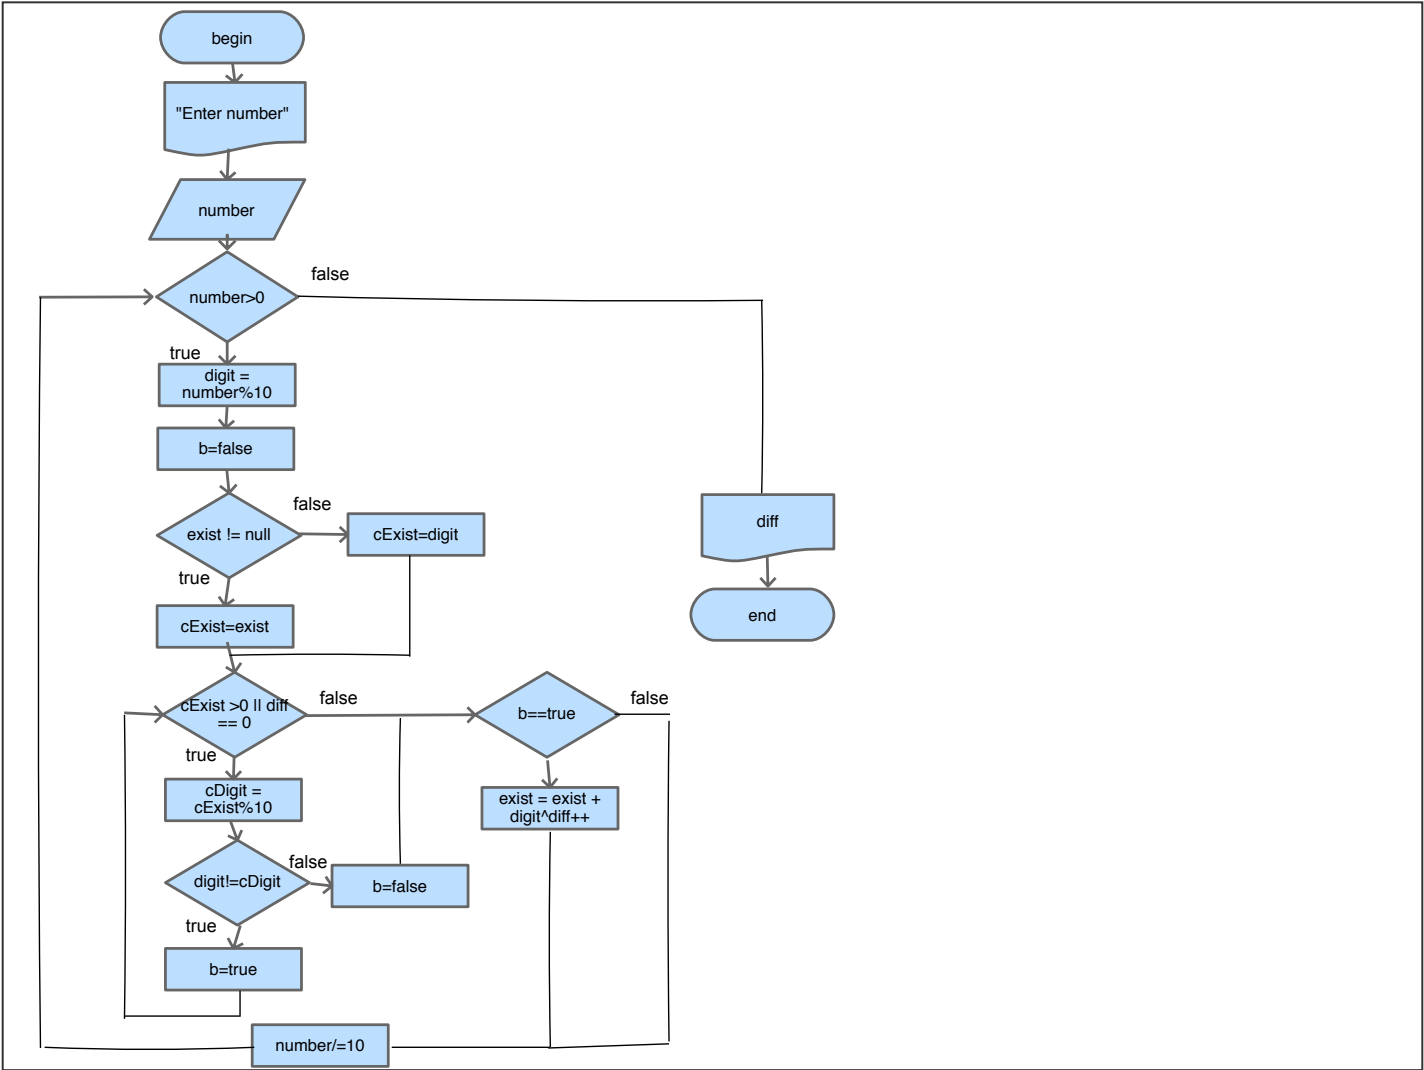 begin
"Enter number"
number
false
number>0
true
digit =
number%10
b=false
false
exist != null
cExist=digit
diff
true
cExist=exist
end
false
false
cExist >0 || diff
== 0
b==true
true
cDigit =
cExist%10
exist = exist +
digit^diff++
false
digit!=cDigit
b=false
true
b=true
number/=10